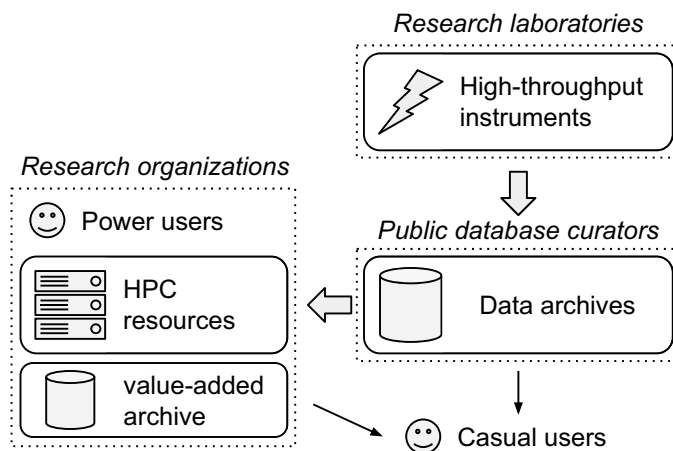 Research laboratories
High-throughput
instruments
Research organizations
Power users
HPC
resources
value-added
archive
Public database curators
Data archives
Casual users